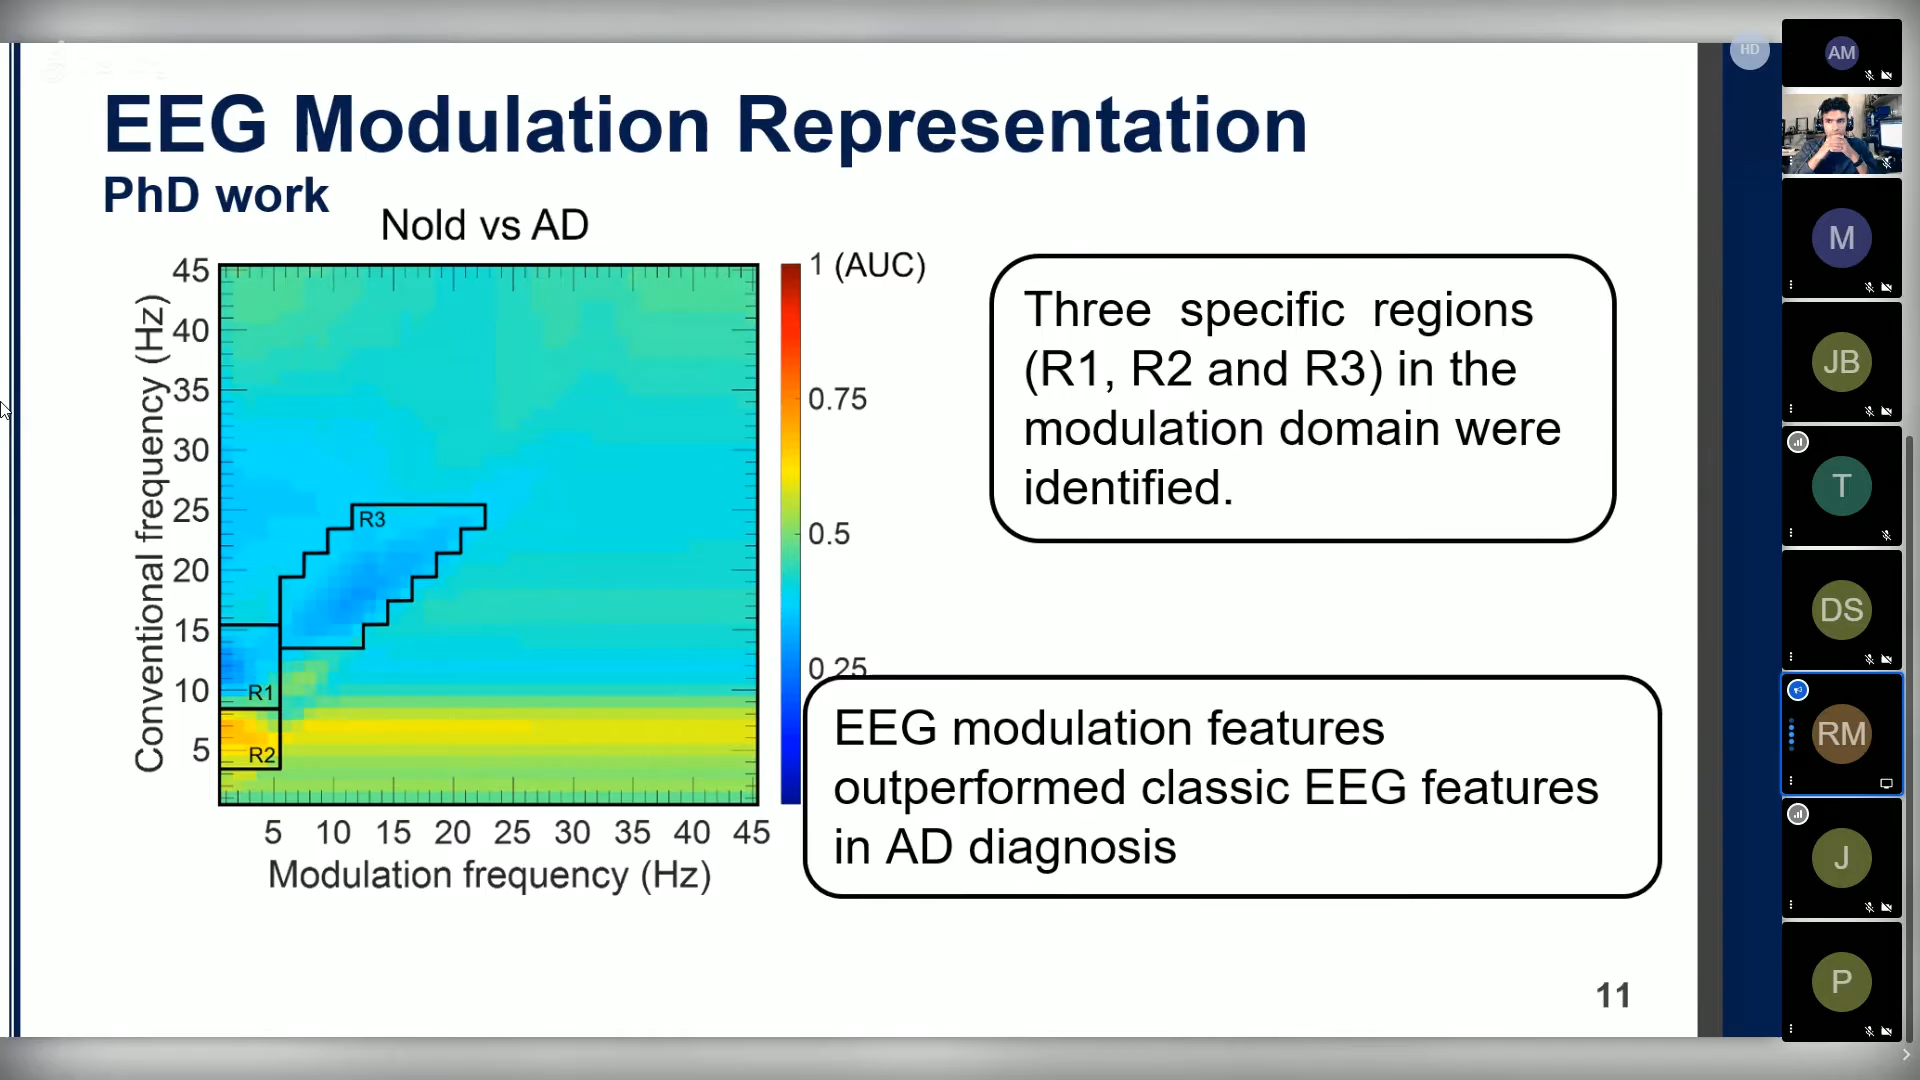 EEG Modulation Representation
PhD work
Nold vs AD
45
40
35
30
25
20
15
10
5
Conventional frequency (Hz)
R3
R1
R2
5 10 15 20 25 30 35 40 45
Modulation frequency (Hz)
1 (AUC)
0.75
0.5
0.25
Three specific regions
(R1, R2 and R3) in the
modulation domain were
identified.
EEG modulation features
outperformed classic EEG features
in AD diagnosis
11
HD
AM
M
JB
T
DS
RM
J
P